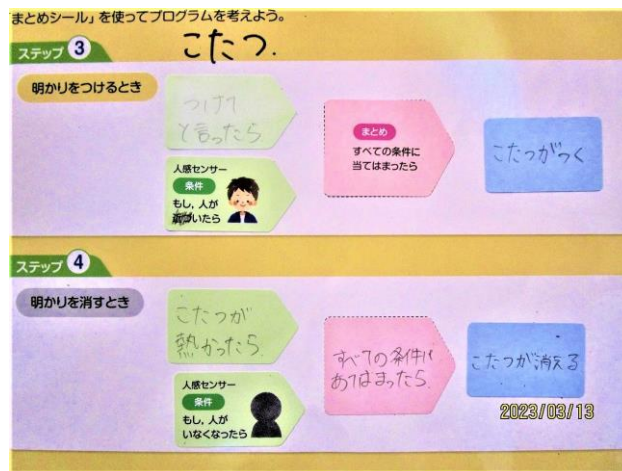 まとめシール」を使ってプログラムを考えよう。
ステップ 3
こたつ.
明かりをつけるとき
つけて
と言ったら
人感センサー
条件
もし，人が
づいたら
まとめ
すべての条件に
当てはまったら
こたつがつく
ステップ 4
明かりを消すとき
こたつが
熱かったら
人感センサー
条件
もし，人が
いなくなったら
すべての条件に
あてはまったら
こたつが消える
2023/03/13